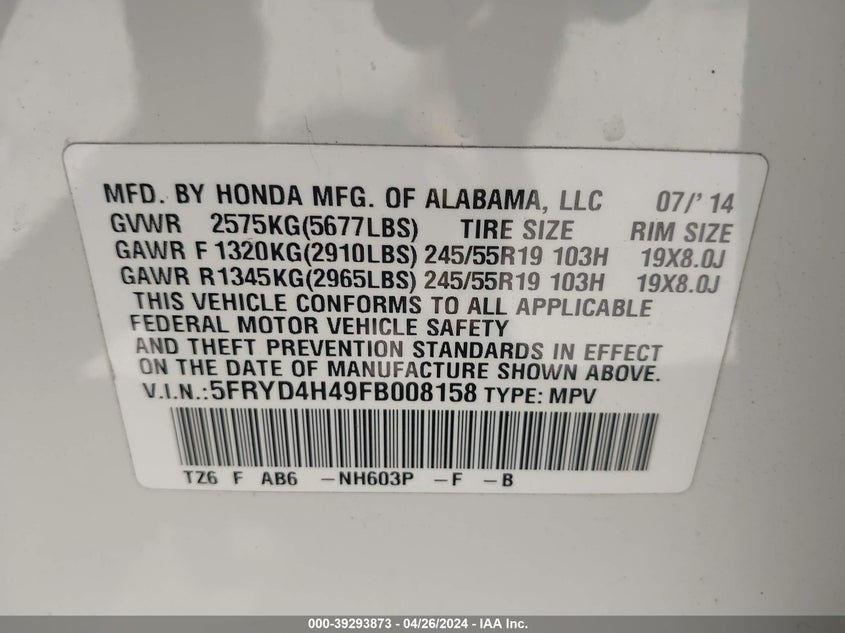 MFD. BY HONDA MFG. OF ALABAMA, LLC 07/' 14
GVWR 2575KG(5677LBS) TIRE SIZE RIM SIZE
GAWR F 1320KG(2910LBS) 245/55R19 103H 19X8.0J
GAWR R1345KG(2965LBS) 245/55R19 103H 19X8.0J
THIS VEHICLE CONFORMS TO ALL APPLICABLE
FEDERAL MOTOR VEHICLE SAFETY
AND THEFT PREVENTION STANDARDS IN EFFECT
ON THE DATE OF MANUFACTURE SHOWN ABOVE.
V.I.N.:5FRYD4H49FB008158 TYPE: MPV
TZ6 F AB6 -NH603P -F -B
000-39293873 - 04/26/2024 - IAA Inc.